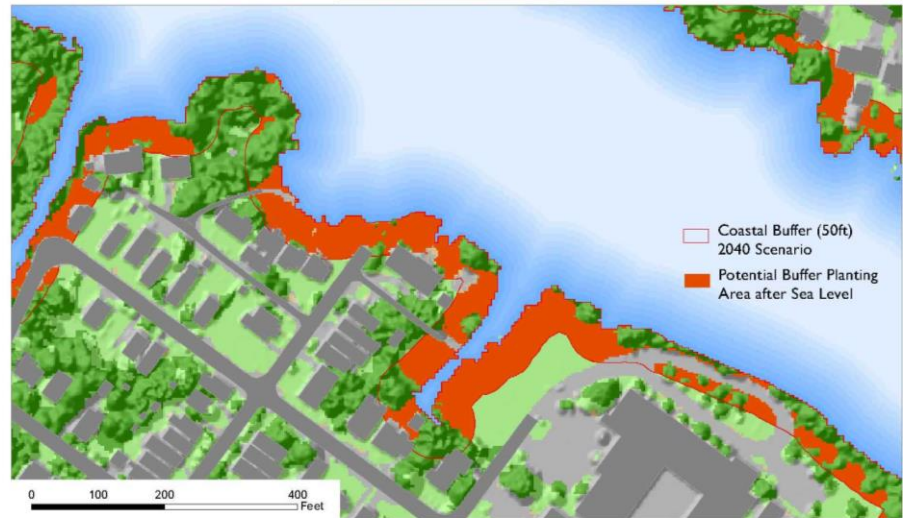 Coastal Buffer (50ft)
2040 Scenario
Potential Buffer Planting
Area after Sea Level
0 100 200 400
Feet